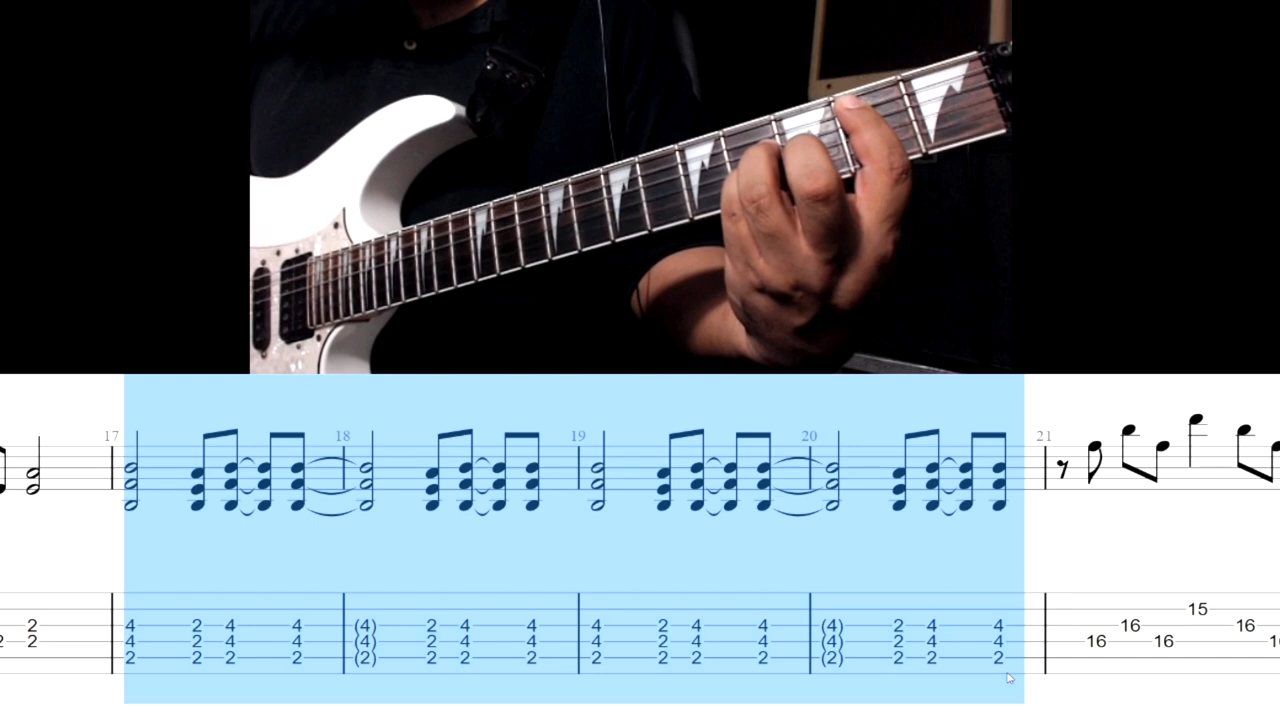 17 18 19 20 21
15
2 4 2 4 4 (4) 2 4 4 4 2 4 4 (4) 2 4 4 16 16
2 2 4 2 4 4 (4) 2 4 4 4 2 4 4 (4) 2 4 4 16 16
2 2 2 2 (2) 2 2 2 2 2 2 2 (2) 2 2 2